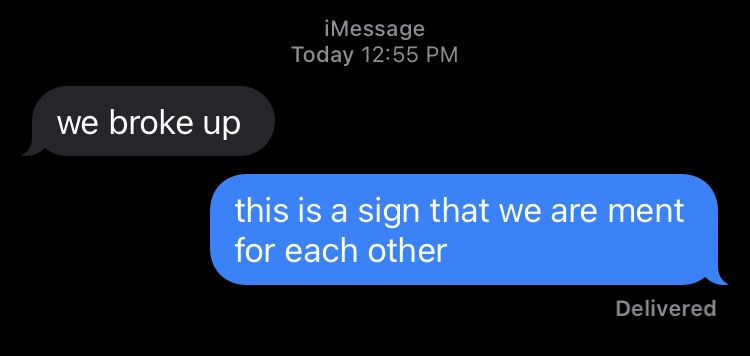 iMessage
Today 12:55 PM
we broke up
this is a sign that we are ment
for each other
Delivered